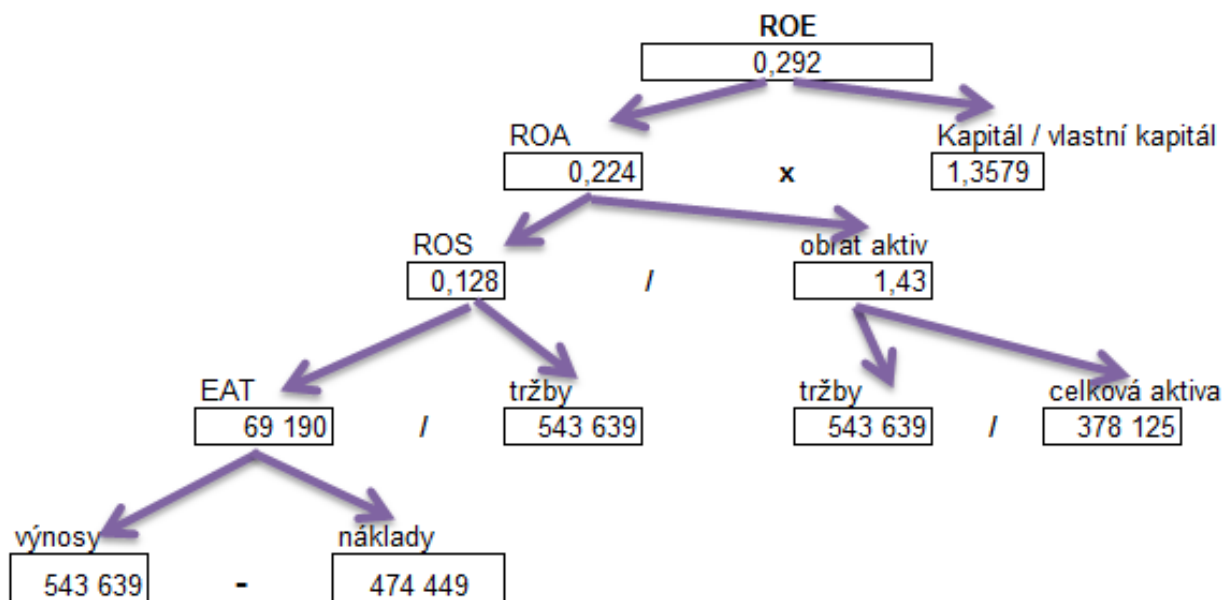 ROE
0,292
ROA Kapitál / vlastní kapitál
0,224 x 1,3579
ROS obrat aktiv
0,128 / 1,43
EAT tržby tržby celková aktiva
69 190 / 543 639 543 639 / 378 125
výnosy náklady
543 639 - 474 449